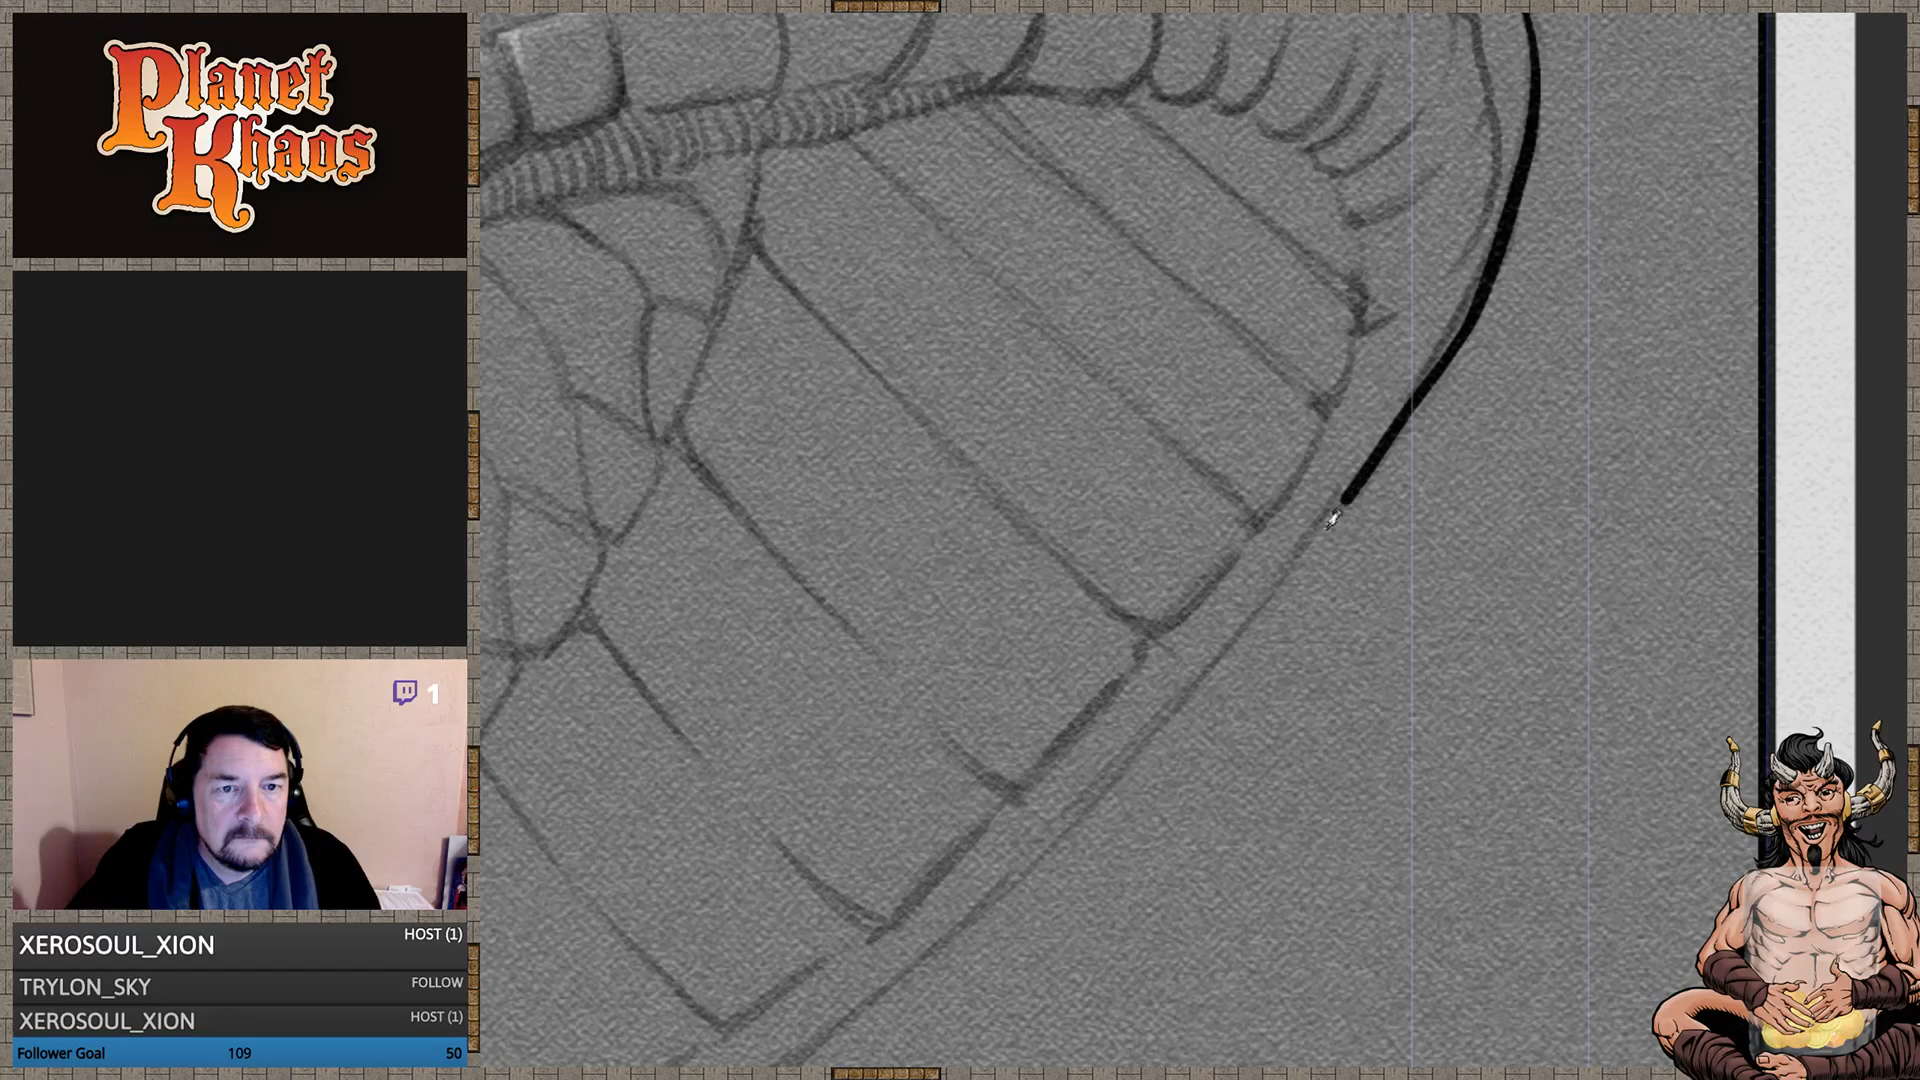 Planet
Khaos
1
XEROSOUL_XION HOST (1)
TRYLON_SKY FOLLOW
XEROSOUL_XION HOST (1)
Follower Goal 109 50